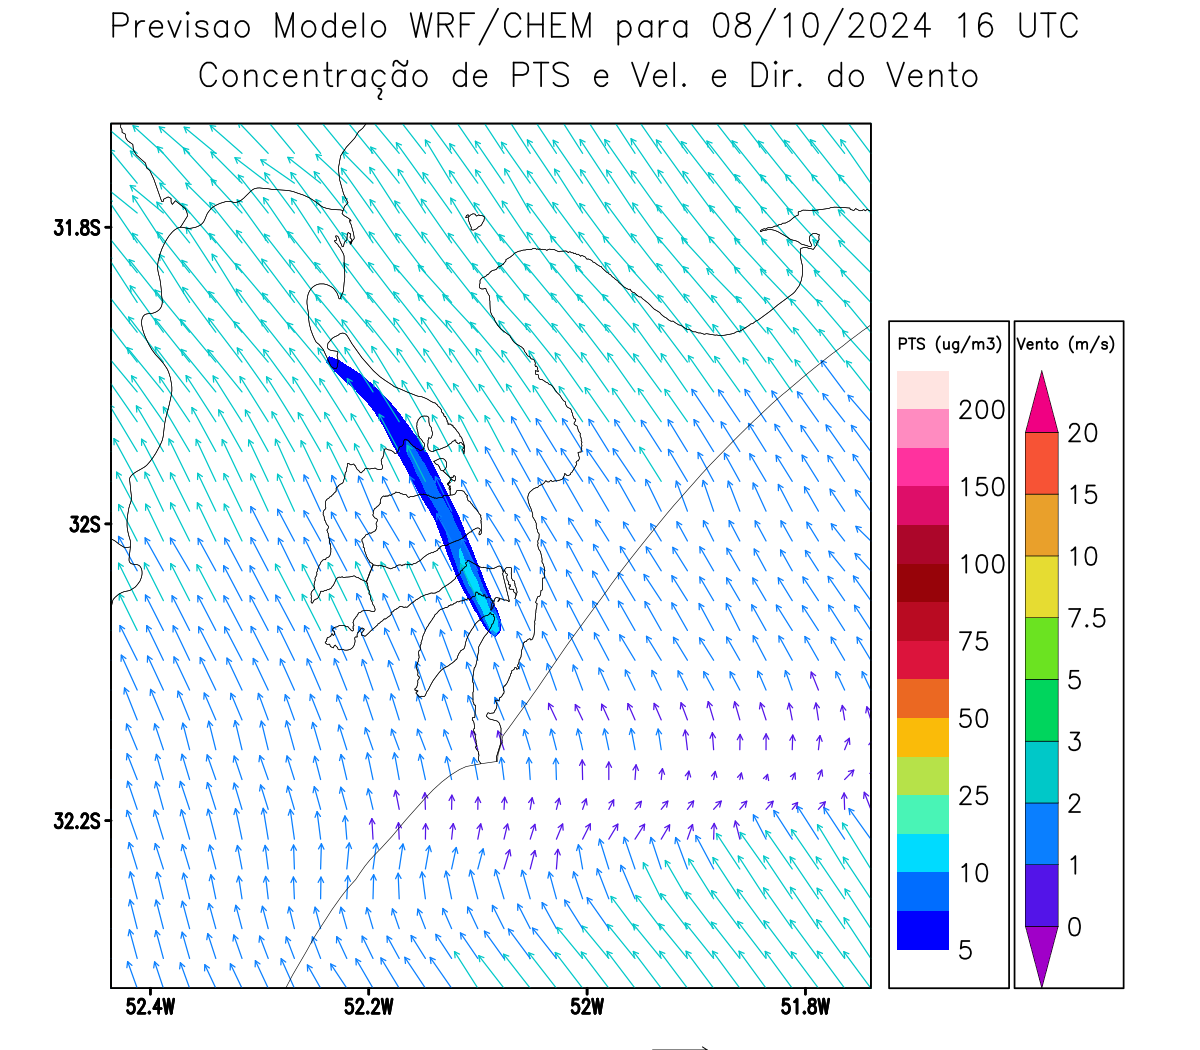 Previsao Modelo WRF/CHEM para 08/10/2024 16 UTC
Concentração de PTS e Vel. e Dir. do Vento
31.8S
32S
32.2S
52.4W 52.2W 52W 51.8W
PTS (ug/m3)
200
150
100
75
50
25
10
5
Vento (m/s)
20
15
10
7.5
5
3
2
1
0